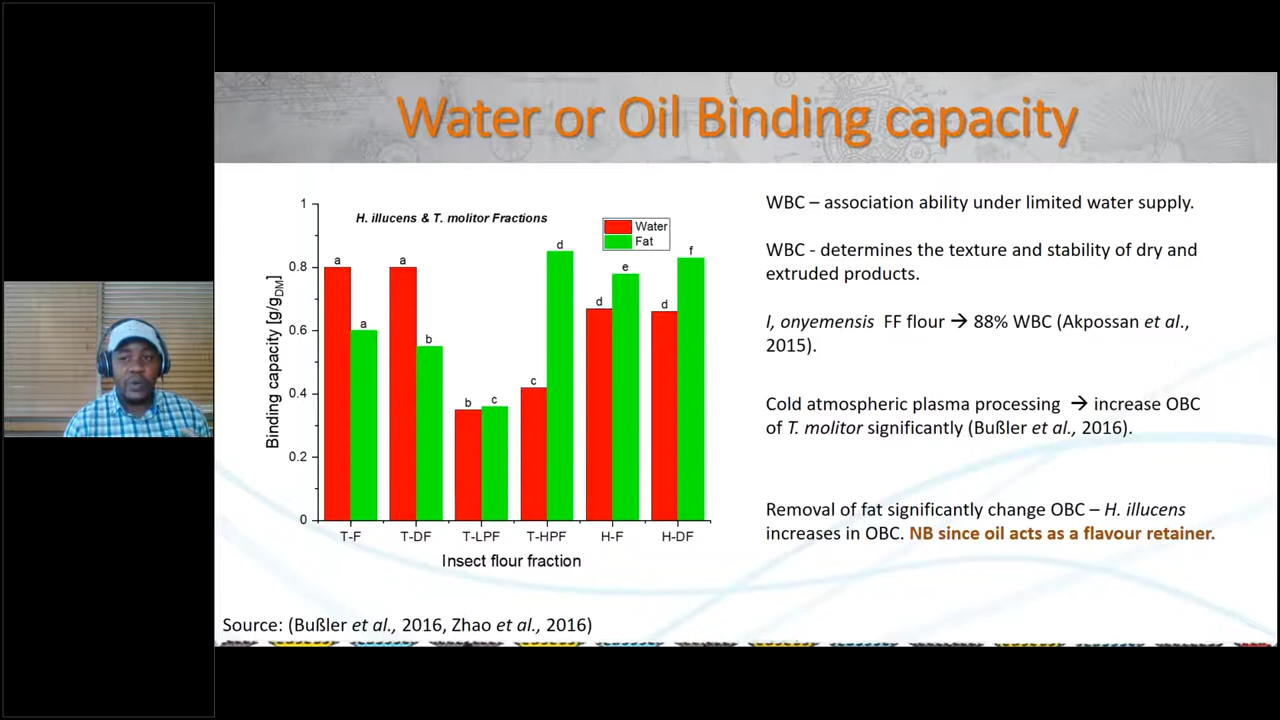 Water or Oil Binding capacity
H. illucens & T. molitor Fractions
Water
Fat
Binding capacity [g/gDM]
1
0.8
0.6
0.4
0.2
0
a
a
a
b
b
c
c
d
d
e
d
f
T-F
T-DF
T-LPF
T-HPF
H-F
H-DF
Insect flour fraction
WBC – association ability under limited water supply.
WBC - determines the texture and stability of dry and
extruded products.
I, onyemensis FF flour → 88% WBC (Akpossan et al.,
2015).
Cold atmospheric plasma processing → increase OBC
of T. molitor significantly (Bußler et al., 2016).
Removal of fat significantly change OBC – H. illucens
increases in OBC. NB since oil acts as a flavour retainer.
Source: (Bußler et al., 2016, Zhao et al., 2016)